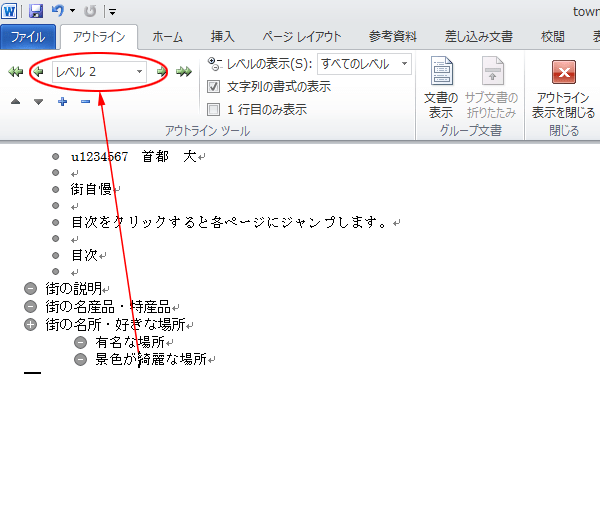 town
ファイル アウトライン ホーム 挿入 ページ レイアウト 参考資料 差し込み文書 校閲
レベル 2
レベルの表示(S): すべてのレベル
文字列の書式の表示
1 行目のみ表示
アウトライン ツール
文書の
表示
サブ文書の
折りたたみ
グループ文書
アウトライン
表示を閉じる
閉じる
u1234567 首都 大
街自慢
目次をクリックすると各ページにジャンプします。
目次
街の説明
街の名産品・特産品
街の名所・好きな場所
有名な場所
景色が綺麗な場所